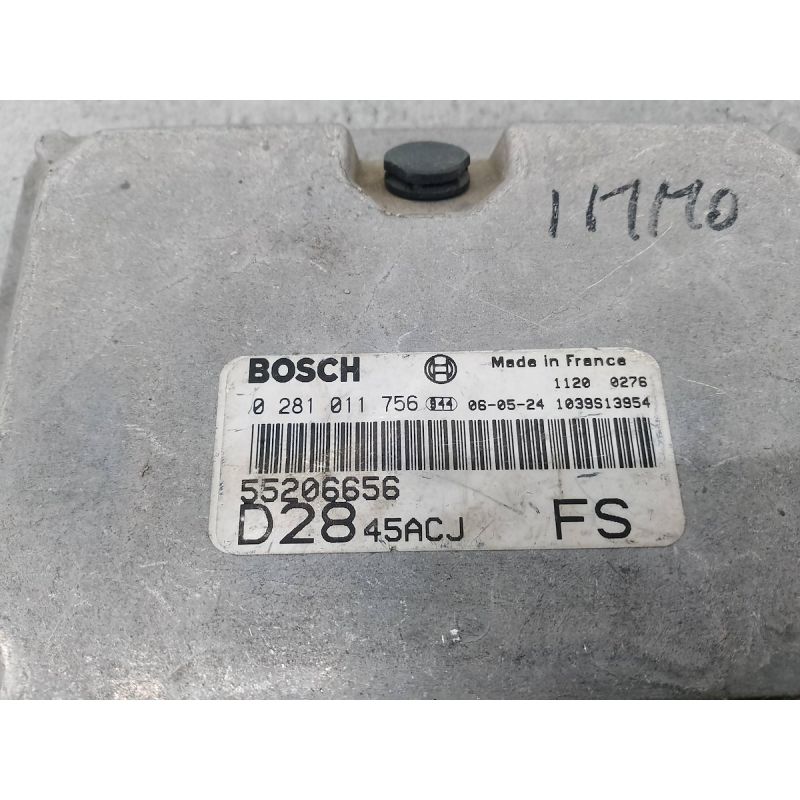 IMMO
BOSCH Made in France
1120 0276
0 281 011 756 944 06-05-24 1039S13954
55206656
D28 45ACJ FS